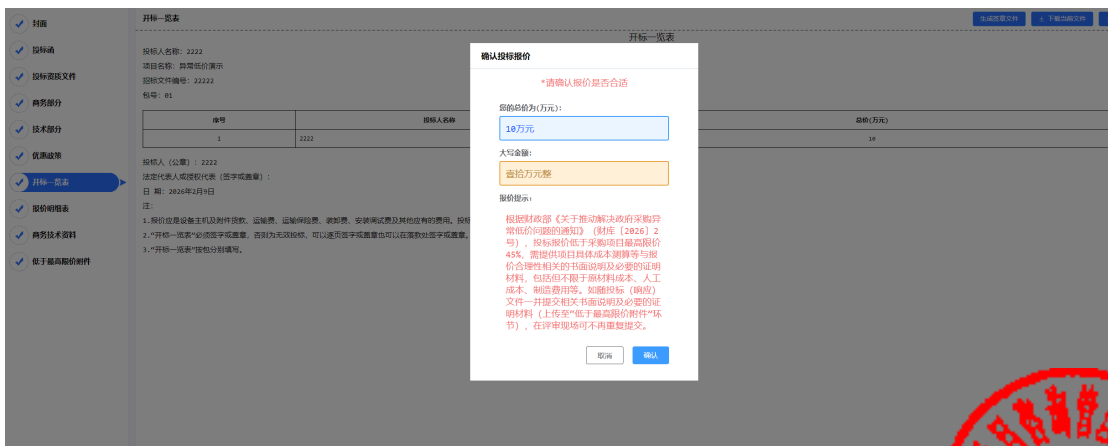 封面
投标函
投标资质文件
商务部分
技术部分
优惠政策
开标一览表
报价明细表
商务技术资料
低于最高限价附件
开标一览表
生成签章文件
下载当前文件
开标一览表
投标人名称: 2222
项目名称: 异常低价演示
招标文件编号: 22222
包号: 01
序号 投标人名称 总价(万元)
1 2222 10
投标人（公章）: 2222
法定代表人或授权代表（签字或盖章）:
日 期: 2026年2月9日
注:
1.报价应是设备主机及附件货款、运输费、运输保险费、装卸费、安装调试费及其他应有的费用。投标
2."开标一览表"必须签字或盖章，否则为无效投标、可以逐页签字或盖章也可以在落款处签字或盖章。
3."开标一览表"按包分别填写。
确认投标报价
*请确认报价是否合适
您的总价为(万元):
10万元
大写金额:
壹拾万元整
报价提示:
根据财政部《关于推动解决政府采购异
常低价问题的通知》（财库〔2026〕2
号），投标报价低于采购项目最高限价
45%，需提供项目具体成本测算等与报
价合理性相关的书面说明及必要的证明
材料，包括但不限于原材料成本、人工
成本、制造费用等。如随投标（响应）
文件一并提交相关书面说明及必要的证
明材料（上传至"低于最高限价附件"环
节），在评审现场可不再重复提交。
取消
确认